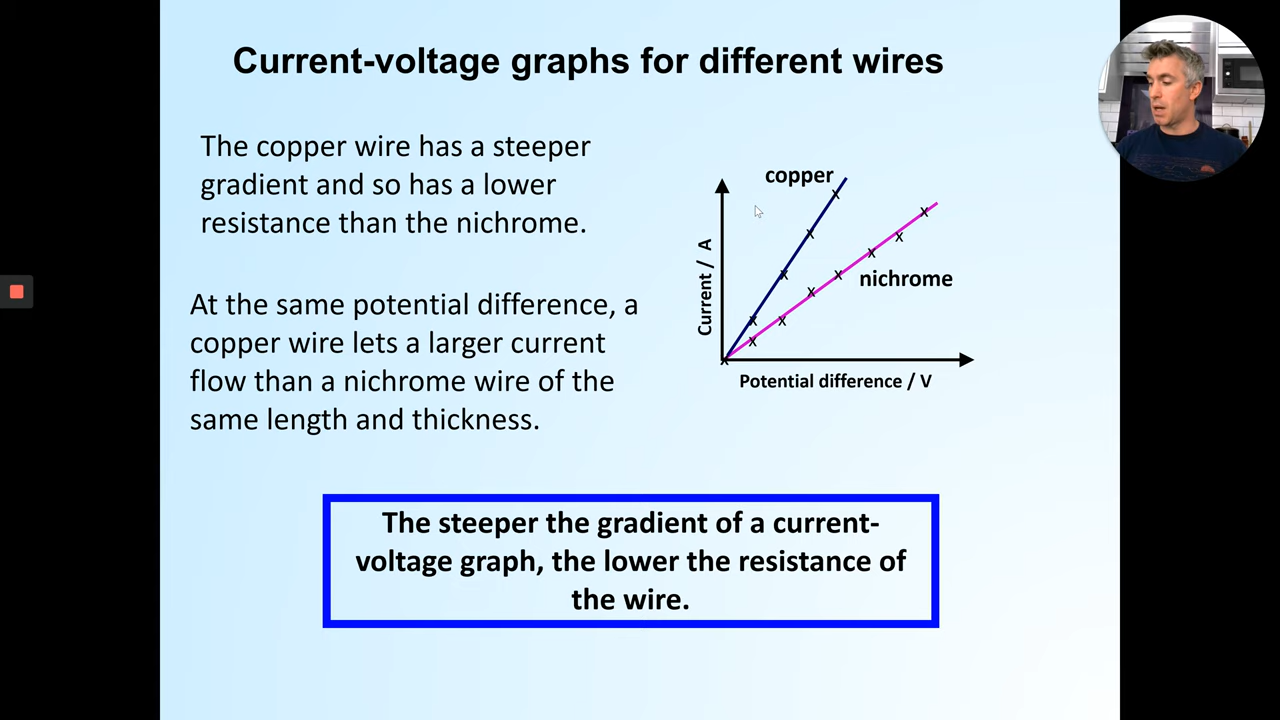 Current-voltage graphs for different wires
The copper wire has a steeper
gradient and so has a lower
resistance than the nichrome.
At the same potential difference, a
copper wire lets a larger current
flow than a nichrome wire of the
same length and thickness.
copper
nichrome
Current / A
Potential difference / V
The steeper the gradient of a current-
voltage graph, the lower the resistance of
the wire.